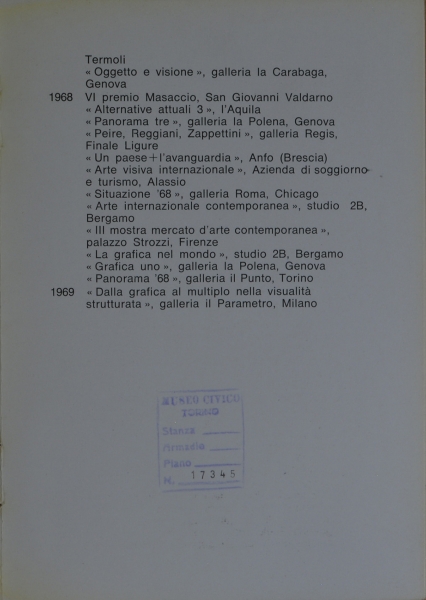 Termoli
« Oggetto e visione », galleria la Carabaga,
Genova
1968 VI premio Masaccio, San Giovanni Valdarno
« Alternative attuali 3 », l'Aquila
« Panorama tre », galleria la Polena, Genova
« Peire, Reggiani, Zappettini », galleria Regis,
Finale Ligure
« Un paese+l'avanguardia », Anfo (Brescia)
« Arte visiva internazionale », Azienda di soggiorno
e turismo, Alassio
« Situazione '68 », galleria Roma, Chicago
« Arte internazionale contemporanea », studio 2B,
Bergamo
« III mostra mercato d'arte contemporanea »,
palazzo Strozzi, Firenze
« La grafica nel mondo », studio 2B, Bergamo
« Grafica uno », galleria la Polena, Genova
« Panorama '68 », galleria il Punto, Torino
1969 « Dalla grafica al multiplo nella visualità
strutturata », galleria il Parametro, Milano
MUSEO CIVICO
TORINO
Stanza
Armadio
Piano
N. 17345